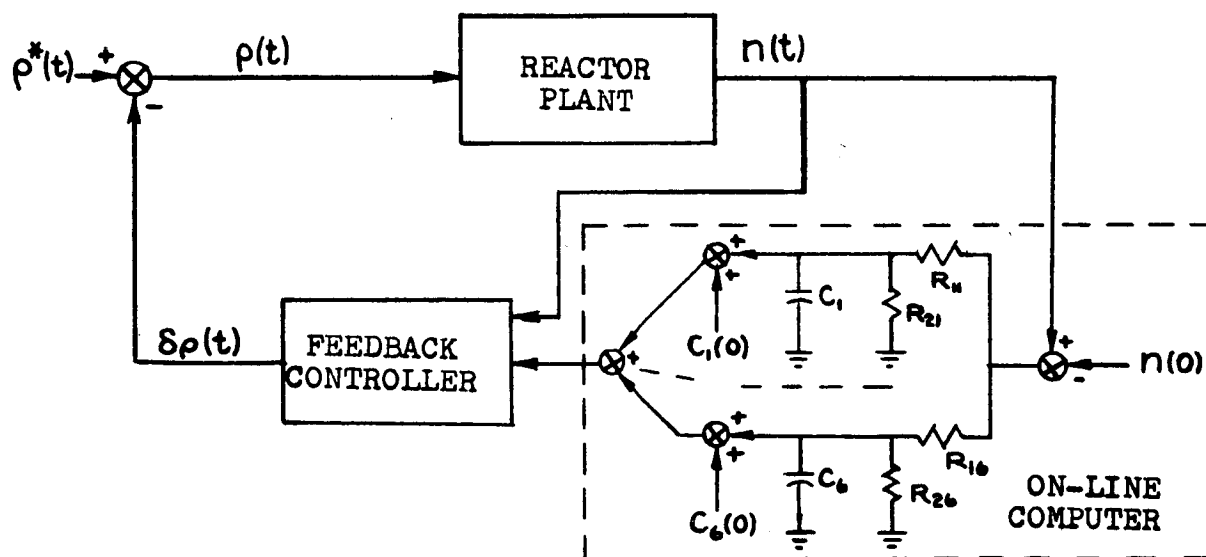 ρ*(t)
+
-
ρ(t)
REACTOR
PLANT
n(t)
δρ(t)
FEEDBACK
CONTROLLER
+
+
+
C₁(0)
C₁
R₂₁
R₁₁
+
-
n(0)
+
+
C₆(0)
C₆
R₂₆
R₁₆
ON-LINE
COMPUTER